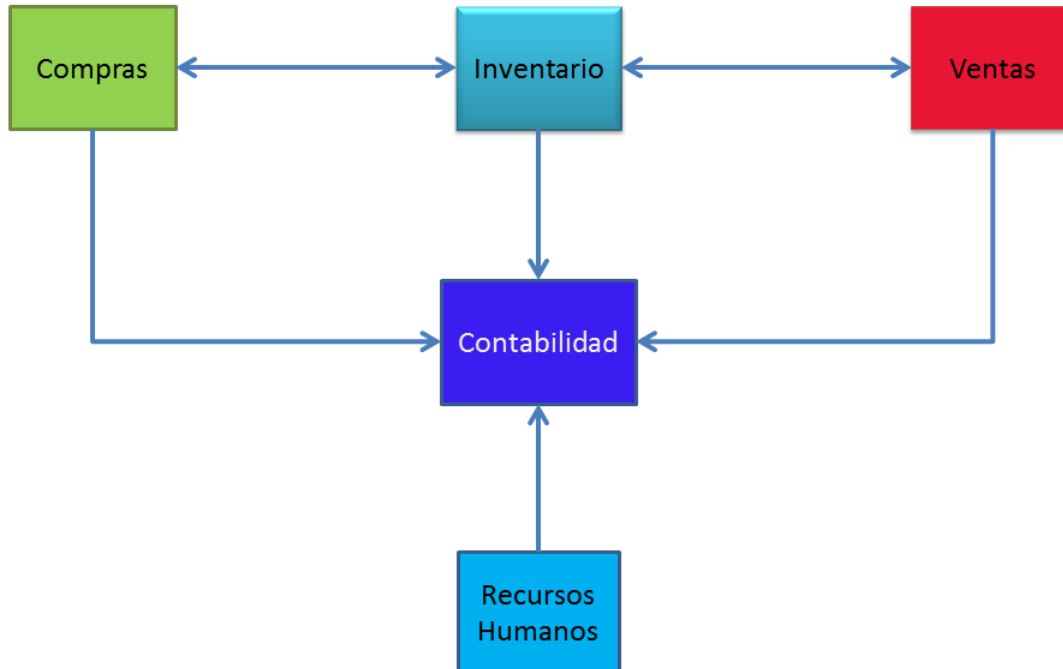 Compras
Inventario
Ventas
Contabilidad
Recursos
Humanos